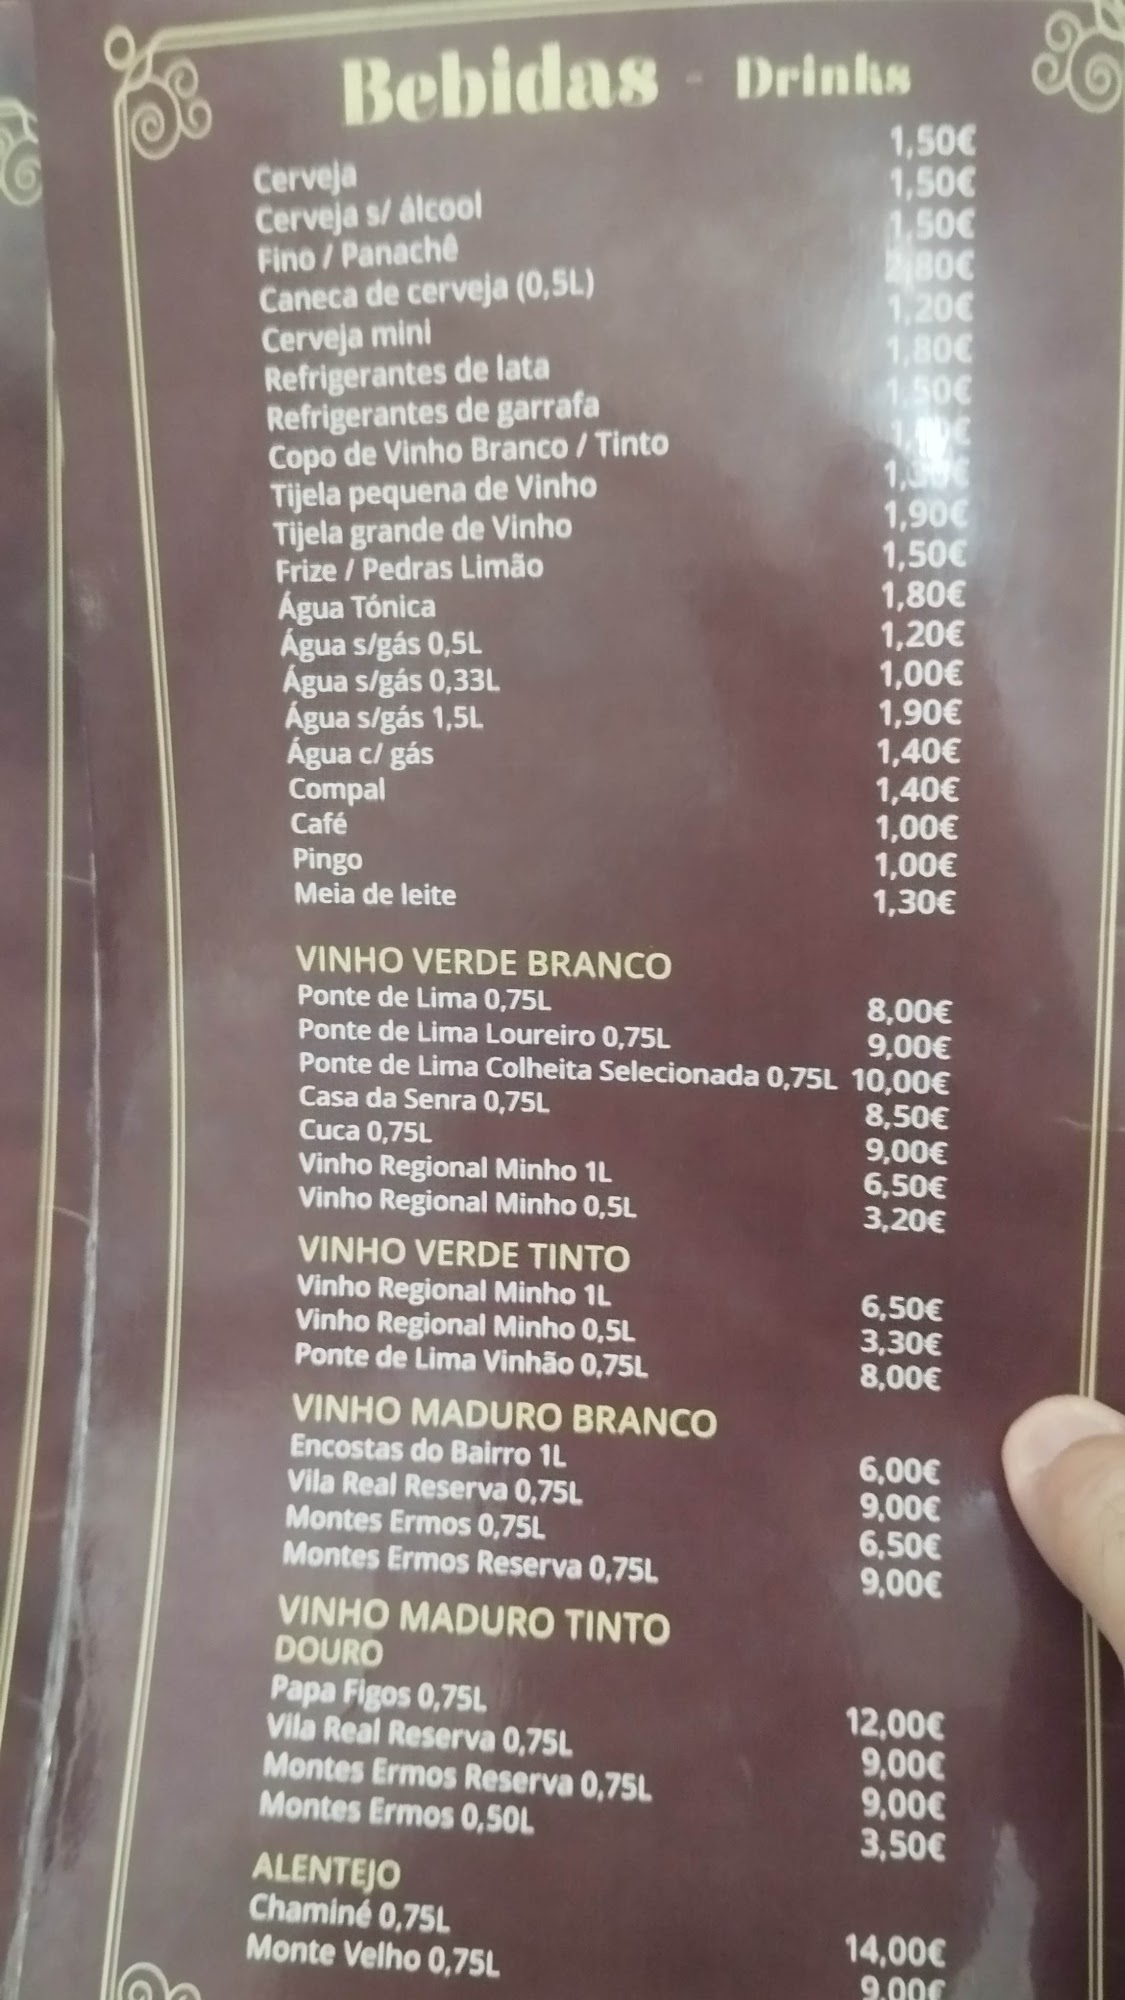 Bebidas - Drinks
Cerveja 1,50€
Cerveja s/ álcool 1,50€
Fino / Panachê 1,50€
Caneca de cerveja (0,5L) 2,80€
Cerveja mini 1,20€
Refrigerantes de lata 1,80€
Refrigerantes de garrafa 1,50€
Copo de Vinho Branco / Tinto
Tijela pequena de Vinho
Tijela grande de Vinho 1,90€
Frize / Pedras Limão 1,50€
Água Tónica 1,80€
Água s/gás 0,5L 1,20€
Água s/gás 0,33L 1,00€
Água s/gás 1,5L 1,90€
Água c/ gás 1,40€
Compal 1,40€
Café 1,00€
Pingo 1,00€
Meia de leite 1,30€
VINHO VERDE BRANCO
Ponte de Lima 0,75L 8,00€
Ponte de Lima Loureiro 0,75L 9,00€
Ponte de Lima Colheita Selecionada 0,75L 10,00€
Casa da Senra 0,75L 8,50€
Cuca 0,75L 9,00€
Vinho Regional Minho 1L 6,50€
Vinho Regional Minho 0,5L 3,20€
VINHO VERDE TINTO
Vinho Regional Minho 1L 6,50€
Vinho Regional Minho 0,5L 3,30€
Ponte de Lima Vinhão 0,75L 8,00€
VINHO MADURO BRANCO
Encostas do Bairro 1L 6,00€
Vila Real Reserva 0,75L 9,00€
Montes Ermos 0,75L 6,50€
Montes Ermos Reserva 0,75L 9,00€
VINHO MADURO TINTO
DOURO
Papa Figos 0,75L 12,00€
Vila Real Reserva 0,75L 9,00€
Montes Ermos Reserva 0,75L 9,00€
Montes Ermos 0,50L 3,50€
ALENTEJO
Chaminé 0,75L 14,00€
Monte Velho 0,75L 9,00€